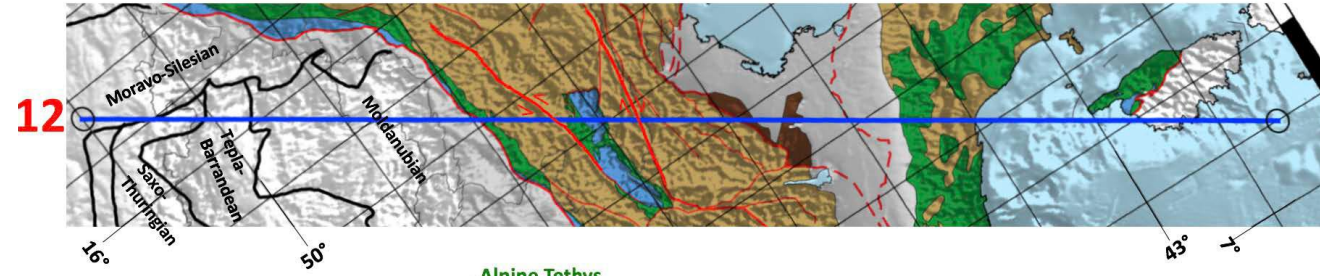 12
Moravo-Silesian
Saxo-
Thuringian
Tepla-
Barrandean
Moldanubian
16°
50°
43°
7°
Alpine Tethys